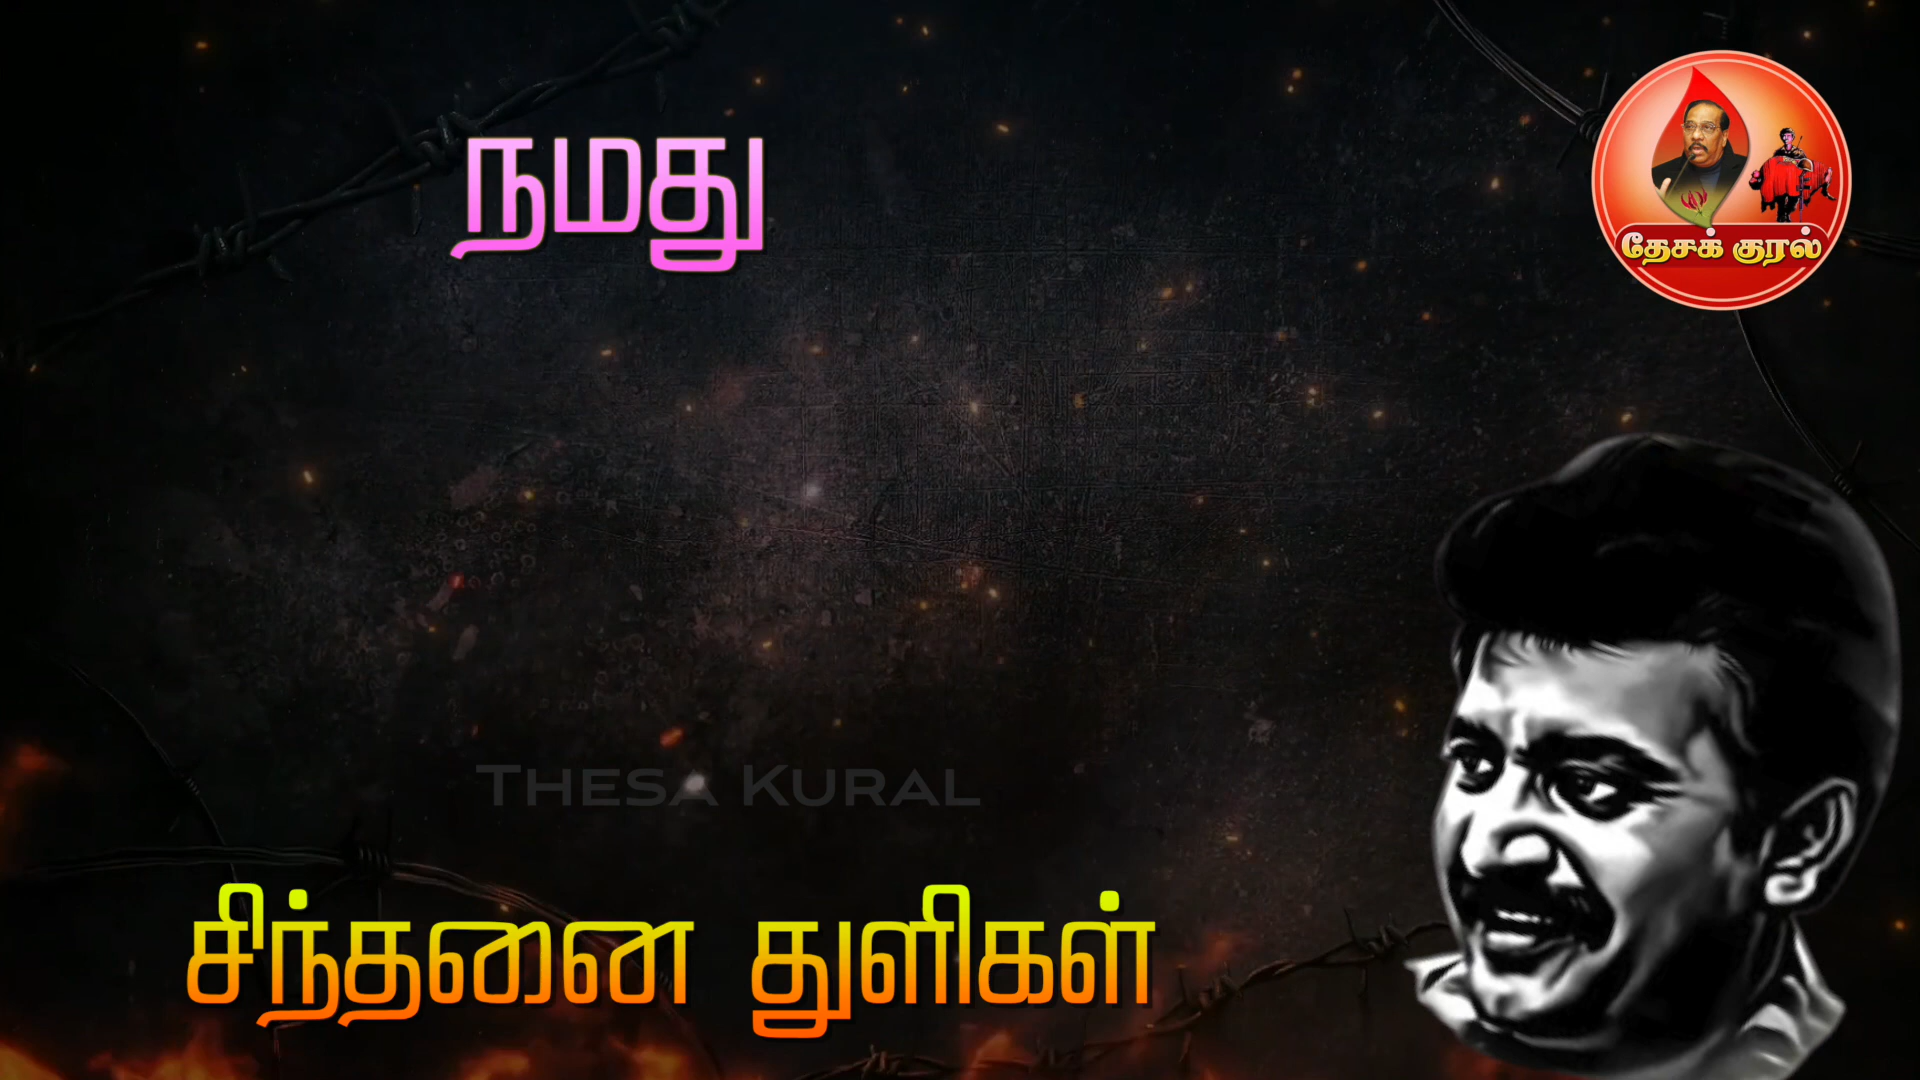 நமது
தேசக் குரல்
THESA KURAL
சிந்தனை துளிகள்